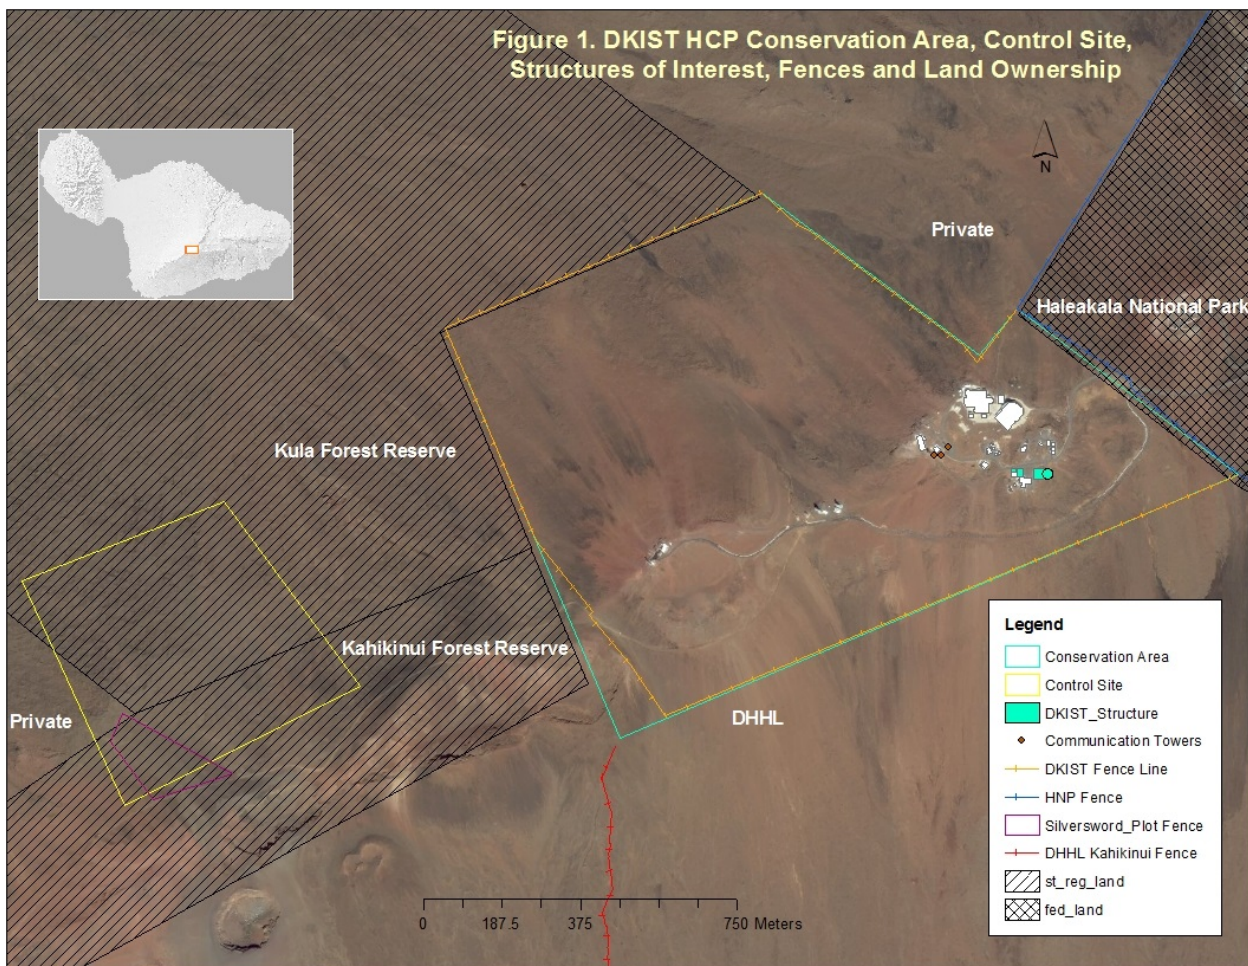 Figure 1. DKIST HCP Conservation Area, Control Site,
Structures of Interest, Fences and Land Ownership
N
Private
Haleakala National Park
Kula Forest Reserve
Kahikinui Forest Reserve
Private
DHHL
Legend
Conservation Area
Control Site
DKIST_Structure
Communication Towers
DKIST Fence Line
HNP Fence
Silversword_Plot Fence
DHHL Kahikinui Fence
st_reg_land
fed_land
0 187.5 375 750 Meters